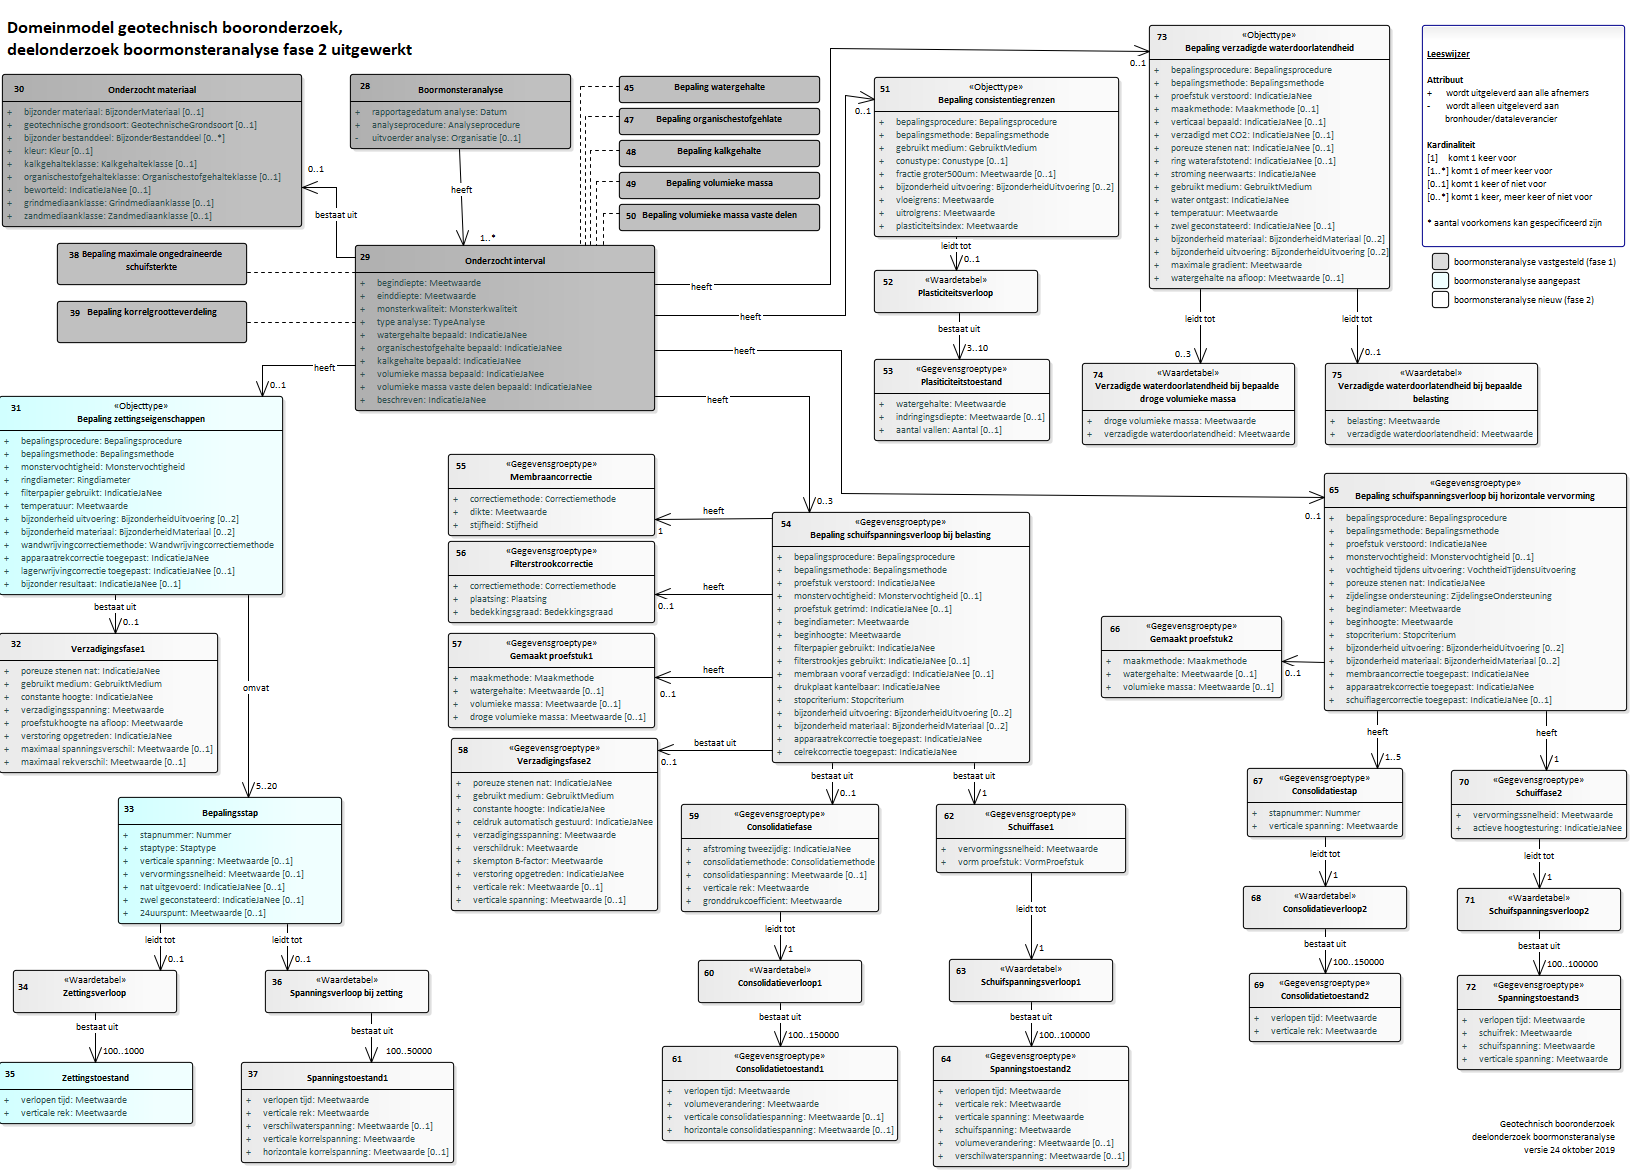 Domeinmodel geotechnisch booronderzoek,
deelonderzoek boormonsteranalyse fase 2 uitgewerkt
30
Onderzocht materiaal
+ bijzonder materiaal: BijzonderMateriaal [0..1]
+ geotechnische grondsoort: GeotechnischeGrondsoort [0..1]
+ bijzonder bestanddeel: BijzonderBestanddeel [0..*]
+ kleur: Kleur [0..1]
+ kalkgehalteklasse: Kalkgehalteklasse [0..1]
+ organischestofgehalteklasse: Organischestofgehalteklasse [0..1]
+ beworteld: IndicatieJaNee [0..1]
+ grindmediaanklasse: Grindmediaanklasse [0..1]
+ zandmediaanklasse: Zandmediaanklasse [0..1]
0..1
bestaat uit
28
Boormonsteranalyse
+ rapportagedatum analyse: Datum
+ analyseprocedure: Analyseprocedure
- uitvoerder analyse: Organisatie [0..1]
heeft
1..*
45 Bepaling watergehalte
47 Bepaling organischestofgehlate
48 Bepaling kalkgehalte
49 Bepaling volumieke massa
50 Bepaling volumieke massa vaste delen
38 Bepaling maximale ongedraineerde
schuifsterkte
39 Bepaling korrelgrootteverdeling
29
Onderzocht interval
+ begindiepte: Meetwaarde
+ einddiepte: Meetwaarde
+ monsterkwaliteit: Monsterkwaliteit
+ type analyse: TypeAnalyse
+ watergehalte bepaald: IndicatieJaNee
+ organischestofgehalte bepaald: IndicatieJaNee
+ kalkgehalte bepaald: IndicatieJaNee
+ volumieke massa bepaald: IndicatieJaNee
+ volumieke massa vaste delen bepaald: IndicatieJaNee
+ beschreven: IndicatieJaNee
heeft
heeft
heeft
heeft
heeft
0..1
51
«Objecttype»
Bepaling consistentiegrenzen
+ bepalingsprocedure: Bepalingsprocedure
+ bepalingsmethode: Bepalingsmethode
+ gebruikt medium: GebruiktMedium
+ conustype: Conustype [0..1]
+ fractie groter500um: Meetwaarde [0..1]
+ bijzonderheid uitvoering: BijzonderheidUitvoering [0..2]
+ vloeigrens: Meetwaarde
+ uitrolgrens: Meetwaarde
+ plasticiteitsindex: Meetwaarde
0..1
leidt tot
0..1
52
«Waardetabel»
Plasticiteitsverloop
bestaat uit
3..10
53
«Gegevensgroeptype»
Plasiticiteitstoestand
+ watergehalte: Meetwaarde
+ indringingsdiepte: Meetwaarde [0..1]
+ aantal vallen: Aantal [0..1]
73
«Objecttype»
Bepaling verzadigde waterdoorlatendheid
+ bepalingsprocedure: Bepalingsprocedure
+ bepalingsmethode: Bepalingsmethode
+ proefstuk verstoord: IndicatieJaNee
+ maakmethode: Maakmethode [0..1]
+ verticaal bepaald: IndicatieJaNee [0..1]
+ verzadigd met CO2: IndicatieJaNee [0..1]
+ poreuze stenen nat: IndicatieJaNee [0..1]
+ ring waterafstotend: IndicatieJaNee [0..1]
+ stroming neerwaarts: IndicatieJaNee
+ gebruikt medium: GebruiktMedium
+ water ontgast: IndicatieJaNee
+ temperatuur: Meetwaarde
+ zwel geconstateerd: IndicatieJaNee [0..1]
+ bijzonderheid materiaal: BijzonderheidMateriaal [0..2]
+ bijzonderheid uitvoering: BijzonderheidUitvoering [0..2]
+ maximale gradient: Meetwaarde
+ watergehalte na afloop: Meetwaarde [0..1]
0..1
leidt tot
0..3
74
«Waardetabel»
Verzadigde waterdoorlatendheid bij bepaalde
droge volumieke massa
+ droge volumieke massa: Meetwaarde
+ verzadigde waterdoorlatendheid: Meetwaarde
leidt tot
0..1
75
«Waardetabel»
Verzadigde waterdoorlatendheid bij bepaalde
belasting
+ belasting: Meetwaarde
+ verzadigde waterdoorlatendheid: Meetwaarde
Leeswijzer
Attribuut
+ wordt uitgeleverd aan alle afnemers
- wordt alleen uitgeleverd aan
bronhouder/dataleverancier
Kardinaliteit
[1] komt 1 keer voor
[1..*] komt 1 of meer keer voor
[0..1] komt 1 keer of niet voor
[0..*] komt 1 keer, meer keer of niet voor
* aantal voorkomens kan gespecificeerd zijn
boormonsteranalyse vastgesteld (fase 1)
boormonsteranalyse aangepast
boormonsteranalyse nieuw (fase 2)
31
«Objecttype»
Bepaling zettingseigenschappen
+ bepalingsprocedure: Bepalingsprocedure
+ bepalingsmethode: Bepalingsmethode
+ monstervochtigheid: Monstervochtigheid
+ ringdiameter: Ringdiameter
+ filterpapier gebruikt: IndicatieJaNee
+ temperatuur: Meetwaarde
+ bijzonderheid uitvoering: BijzonderheidUitvoering [0..2]
+ bijzonderheid materiaal: BijzonderheidMateriaal [0..2]
+ wandwrijvingcorrectiemethode: Wandwrijvingcorrectiemethode
+ apparaatrekcorrectie toegepast: IndicatieJaNee
+ lagerwrijvingcorrectie toegepast: IndicatieJaNee [0..1]
+ bijzonder resultaat: IndicatieJaNee [0..1]
bestaat uit
0..1
32
Verzadigingsfase1
+ poreuze stenen nat: IndicatieJaNee
+ gebruikt medium: GebruiktMedium
+ constante hoogte: IndicatieJaNee
+ verzadigingsspanning: Meetwaarde
+ proefstukhoogte na afloop: Meetwaarde
+ verstoring opgetreden: IndicatieJaNee
+ maximaal spanningsverschil: Meetwaarde [0..1]
+ maximaal rekverschil: Meetwaarde [0..1]
omvat
5..20
33
Bepalingsstap
+ stapnummer: Nummer
+ staptype: Staptype
+ verticale spanning: Meetwaarde [0..1]
+ vervormingssnelheid: Meetwaarde [0..1]
+ nat uitgevoerd: IndicatieJaNee [0..1]
+ zwel geconstateerd: IndicatieJaNee [0..1]
+ 24uurspunt: Meetwaarde [0..1]
leidt tot
0..1
leidt tot
0..1
34
«Waardetabel»
Zettingsverloop
36
«Waardetabel»
Spanningsverloop bij zetting
bestaat uit
100..1000
bestaat uit
100..50000
35
Zettingstoestand
+ verlopen tijd: Meetwaarde
+ verticale rek: Meetwaarde
37
Spanningstoestand1
+ verlopen tijd: Meetwaarde
+ verticale rek: Meetwaarde
+ verschilwaterspanning: Meetwaarde [0..1]
+ verticale korrelspanning: Meetwaarde
+ horizontale korrelspanning: Meetwaarde [0..1]
55
«Gegevensgroeptype»
Membraancorrectie
+ correctiemethode: Correctiemethode
+ dikte: Meetwaarde
+ stijfheid: Stijfheid
heeft
1
56
«Gegevensgroeptype»
Filterstrookcorrectie
+ correctiemethode: Correctiemethode
+ plaatsing: Plaatsing
+ bedekkingsgraad: Bedekkingsgraad
heeft
0..1
57
«Gegevensgroeptype»
Gemaakt proefstuk1
+ maakmethode: Maakmethode
+ watergehalte: Meetwaarde [0..1]
+ volumieke massa: Meetwaarde [0..1]
+ droge volumieke massa: Meetwaarde [0..1]
heeft
0..1
58
«Gegevensgroeptype»
Verzadigingsfase2
+ poreuze stenen nat: IndicatieJaNee
+ gebruikt medium: GebruiktMedium
+ constante hoogte: IndicatieJaNee
+ celdruk automatisch gestuurd: IndicatieJaNee
+ verzadigingsspanning: Meetwaarde
+ verschildruk: Meetwaarde
+ skempton B-factor: Meetwaarde
+ verstoring opgetreden: IndicatieJaNee
+ verticale rek: Meetwaarde [0..1]
+ verticale spanning: Meetwaarde [0..1]
bestaat uit
0..1
0..3
54
«Gegevensgroeptype»
Bepaling schuifspanningsverloop bij belasting
+ bepalingsprocedure: Bepalingsprocedure
+ bepalingsmethode: Bepalingsmethode
+ proefstuk verstoord: IndicatieJaNee
+ monstervochtigheid: Monstervochtigheid [0..1]
+ proefstuk getrimd: IndicatieJaNee [0..1]
+ begindiameter: Meetwaarde
+ beginhoogte: Meetwaarde
+ filterpapier gebruikt: IndicatieJaNee
+ filterstrookjes gebruikt: IndicatieJaNee [0..1]
+ membraan vooraf verzadigd: IndicatieJaNee [0..1]
+ drukplaat kantelbaar: IndicatieJaNee
+ stopcriterium: Stopcriterium
+ bijzonderheid uitvoering: BijzonderheidUitvoering [0..2]
+ bijzonderheid materiaal: BijzonderheidMateriaal [0..2]
+ apparaatrekcorrectie toegepast: IndicatieJaNee
+ celrekcorrectie toegepast: IndicatieJaNee
bestaat uit
0..1
bestaat uit
1
59
«Gegevensgroeptype»
Consolidatiefase
+ afstroming tweezijdig: IndicatieJaNee
+ consolidatiemethode: Consolidatiemethode
+ consolidatiespanning: Meetwaarde [0..1]
+ verticale rek: Meetwaarde
+ gronddrukcoefficient: Meetwaarde
leidt tot
1
60
«Waardetabel»
Consolidatieverloop1
bestaat uit
100..150000
61
«Gegevensgroeptype»
Consolidatietoestand1
+ verlopen tijd: Meetwaarde
+ volumeverandering: Meetwaarde
+ verticale consolidatiespanning: Meetwaarde [0..1]
+ horizontale consolidatiespanning: Meetwaarde [0..1]
62
«Gegevensgroeptype»
Schuiffase1
+ vervormingssnelheid: Meetwaarde
+ vorm proefstuk: VormProefstuk
leidt tot
1
63
«Waardetabel»
Schuifspanningsverloop1
bestaat uit
100..100000
64
«Gegevensgroeptype»
Spanningstoestand2
+ verlopen tijd: Meetwaarde
+ verticale rek: Meetwaarde
+ verticale spanning: Meetwaarde
+ schuifspanning: Meetwaarde
+ volumeverandering: Meetwaarde [0..1]
+ verschilwaterspanning: Meetwaarde [0..1]
65
«Gegevensgroeptype»
Bepaling schuifspanningsverloop bij horizontale vervorming
+ bepalingsprocedure: Bepalingsprocedure
+ bepalingsmethode: Bepalingsmethode
+ proefstuk verstoord: IndicatieJaNee
+ monstervochtigheid: Monstervochtigheid [0..1]
+ vochtigheid tijdens uitvoering: VochtheidTijdensUitvoering
+ poreuze stenen nat: IndicatieJaNee
+ zijdelingse ondersteuning: ZijdelingseOndersteuning
+ begindiameter: Meetwaarde
+ beginhoogte: Meetwaarde
+ stopcriterium: Stopcriterium
+ bijzonderheid uitvoering: BijzonderheidUitvoering [0..2]
+ bijzonderheid materiaal: BijzonderheidMateriaal [0..2]
+ membraancorrectie toegepast: IndicatieJaNee
+ apparaatrekcorrectie toegepast: IndicatieJaNee
+ schuiflagercorrectie toegepast: IndicatieJaNee [0..1]
0..1
66
«Gegevensgroeptype»
Gemaakt proefstuk2
+ maakmethode: Maakmethode
+ watergehalte: Meetwaarde [0..1]
+ volumieke massa: Meetwaarde [0..1]
0..1
heeft
1..5
heeft
1
67
«Gegevensgroeptype»
Consolidatiestap
+ stapnummer: Nummer
+ verticale spanning: Meetwaarde
leidt tot
1
68
«Waardetabel»
Consolidatieverloop2
bestaat uit
100..150000
69
«Gegevensgroeptype»
Consolidatietoestand2
+ verlopen tijd: Meetwaarde
+ verticale rek: Meetwaarde
70
«Gegevensgroeptype»
Schuiffase2
+ vervormingssnelheid: Meetwaarde
+ actieve hoogtesturing: IndicatieJaNee
leidt tot
1
71
«Waardetabel»
Schuifspanningsverloop2
bestaat uit
100..100000
72
«Gegevensgroeptype»
Spanningstoestand3
+ verlopen tijd: Meetwaarde
+ schuifrek: Meetwaarde
+ schuifspanning: Meetwaarde
+ verticale spanning: Meetwaarde
Geotechnisch booronderzoek
deelonderzoek boormonsteranalyse
versie 24 oktober 2019